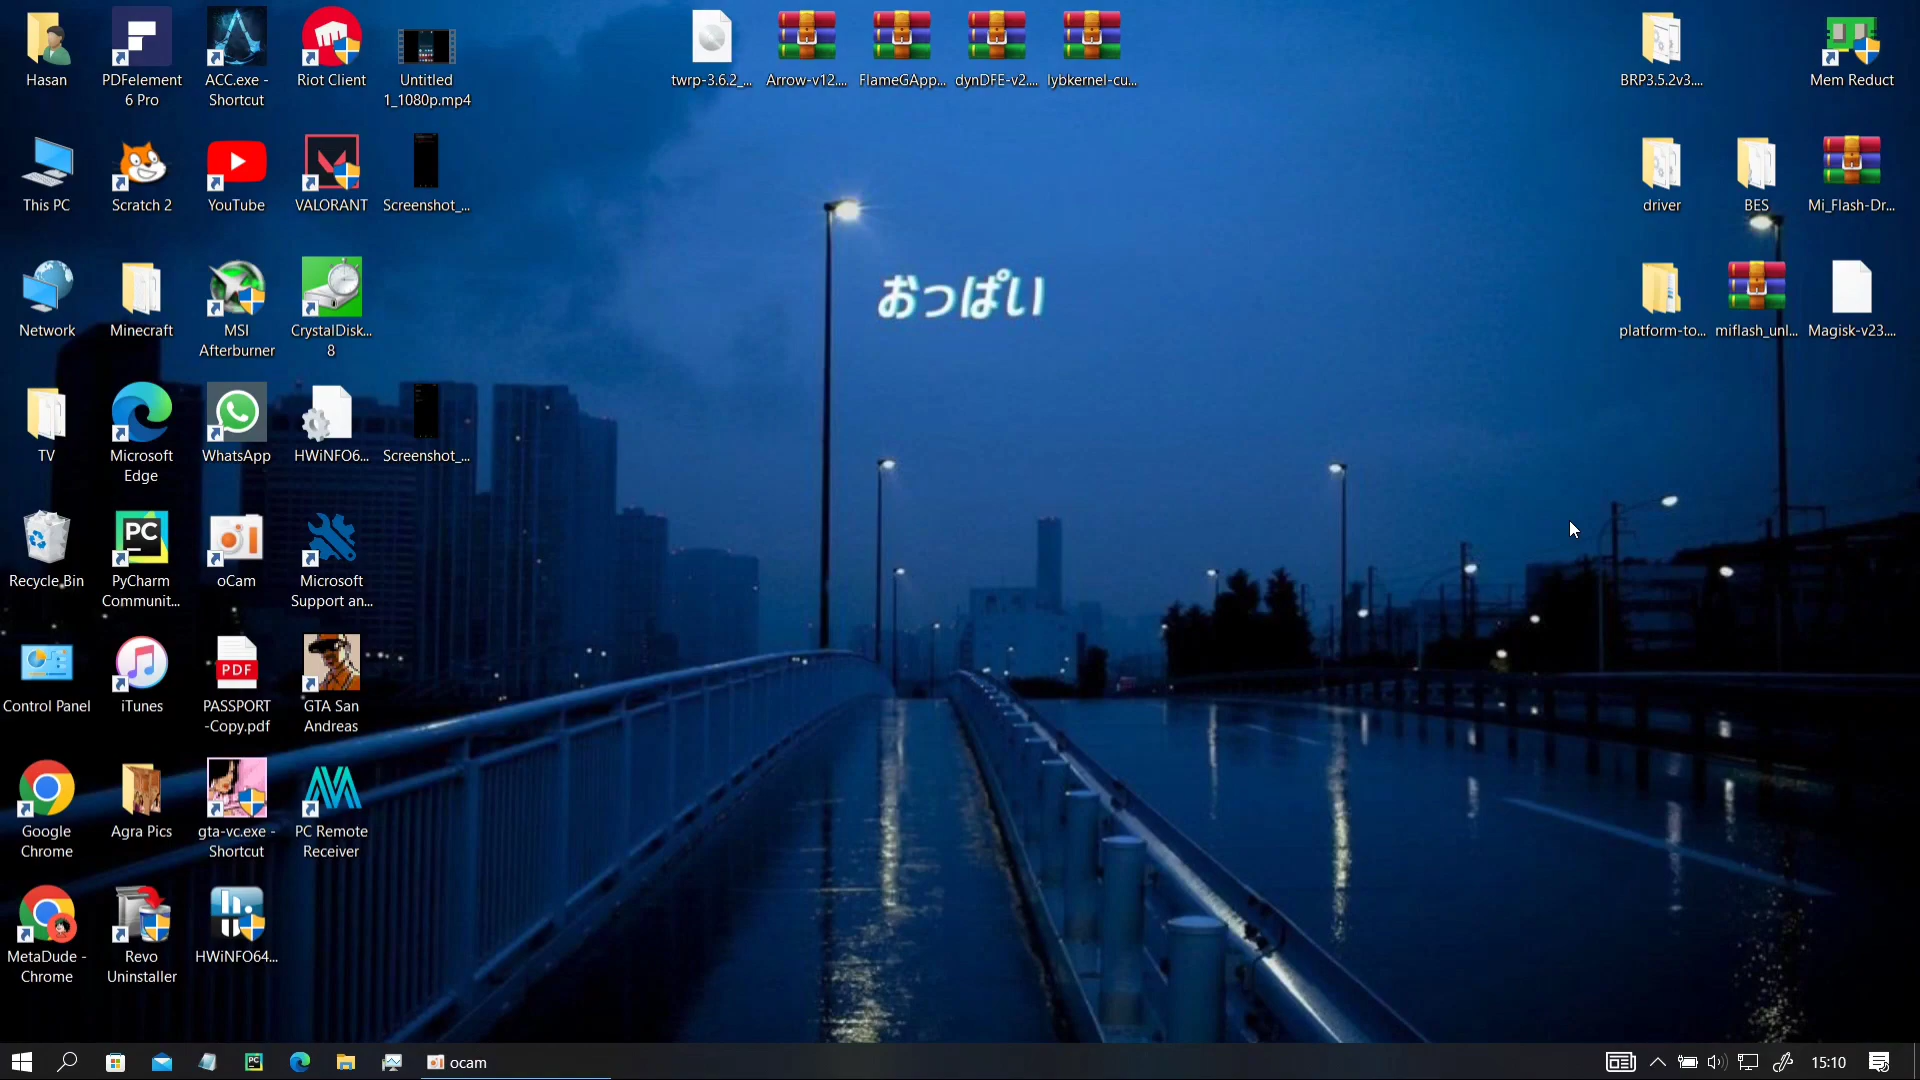 Hasan
PDFelement
6 Pro
ACC.exe -
Shortcut
Riot Client
Untitled
1_1080p.mp4
twrp-3.6.2_...
Arrow-v12....
FlameGApp...
dynDFE-v2....
lybkernel-cu...
BRP3.5.2v3....
Mem Reduct
This PC
Scratch 2
YouTube
VALORANT
Screenshot_...
driver
BES
Mi_Flash-Dr...
おっぱい
Network
Minecraft
MSI
Afterburner
CrystalDisk...
8
platform-to...
miflash_unl...
Magisk-v23....
TV
Microsoft
Edge
WhatsApp
HWiNFO6...
Screenshot_...
Recycle Bin
PC
PyCharm
Communit...
oCam
Microsoft
Support an...
Control Panel
iTunes
PDF
PASSPORT
-Copy.pdf
GTA San
Andreas
Google
Chrome
Agra Pics
gta-vc.exe -
Shortcut
PC Remote
Receiver
MetaDude -
Chrome
Revo
Uninstaller
HWiNFO64...
PC
ocam
15:10